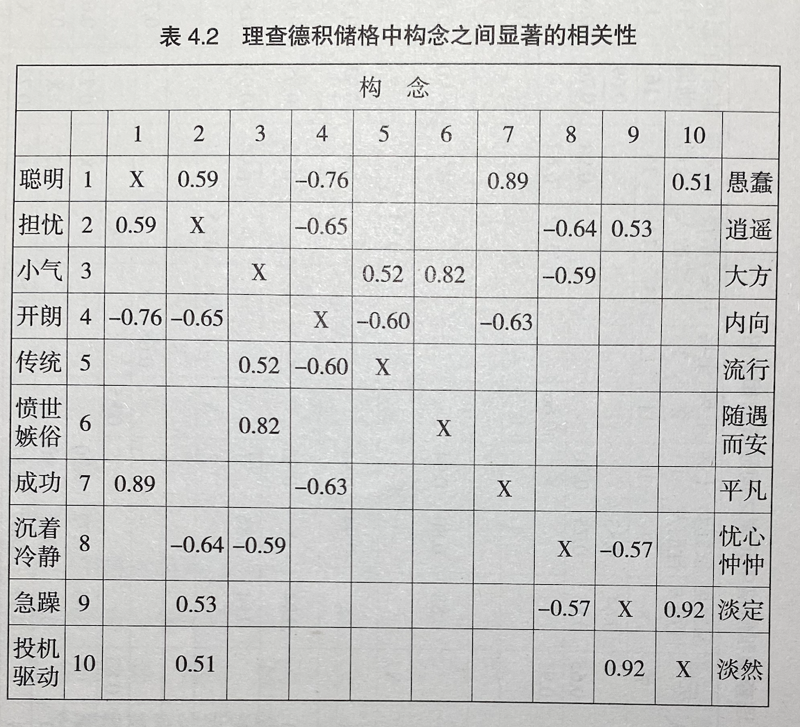 表 4.2 理查德积储格中构念之间显著的相关性
构 念
1 2 3 4 5 6 7 8 9 10
聪明 1 X 0.59 -0.76 0.89 0.51 愚蠢
担忧 2 0.59 X -0.65 -0.64 0.53 逍遥
小气 3 X 0.52 0.82 -0.59 大方
开朗 4 -0.76 -0.65 X -0.60 -0.63 内向
传统 5 0.52 -0.60 X 流行
愤世嫉俗 6 0.82 X 随遇而安
成功 7 0.89 -0.63 X 平凡
沉着冷静 8 -0.64 -0.59 X -0.57 忧心忡忡
急躁 9 0.53 -0.57 X 0.92 淡定
投机驱动 10 0.51 0.92 X 淡然